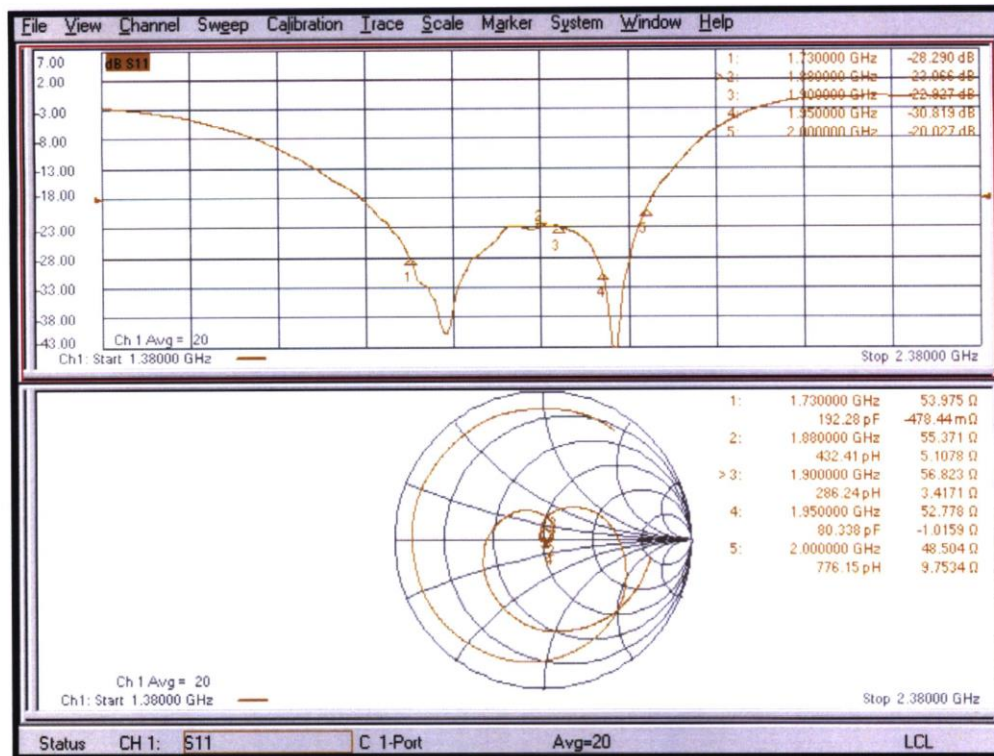 File View Channel Sweep Calibration Trace Scale Marker System Window Help
7.00
2.00
-3.00
-8.00
-13.00
-18.00
-23.00
-28.00
-33.00
-38.00
-43.00
dB S11
1: 1.730000 GHz -28.290 dB
> 2: 1.880000 GHz -23.066 dB
3: 1.900000 GHz -22.927 dB
4: 1.950000 GHz -30.819 dB
5: 2.000000 GHz -20.027 dB
1
2
3
4
5
Ch 1 Avg = 20
Ch1: Start 1.38000 GHz
Stop 2.38000 GHz
1: 1.730000 GHz 53.975 Ω
192.28 pF -478.44 mΩ
2: 1.880000 GHz 55.371 Ω
432.41 pH 5.1078 Ω
> 3: 1.900000 GHz 56.823 Ω
286.24 pH 3.4171 Ω
4: 1.950000 GHz 52.778 Ω
80.338 pF -1.0159 Ω
5: 2.000000 GHz 48.504 Ω
776.15 pH 9.7534 Ω
Ch 1 Avg = 20
Ch1: Start 1.38000 GHz
Stop 2.38000 GHz
Status CH 1: S11 C 1-Port Avg=20 LCL